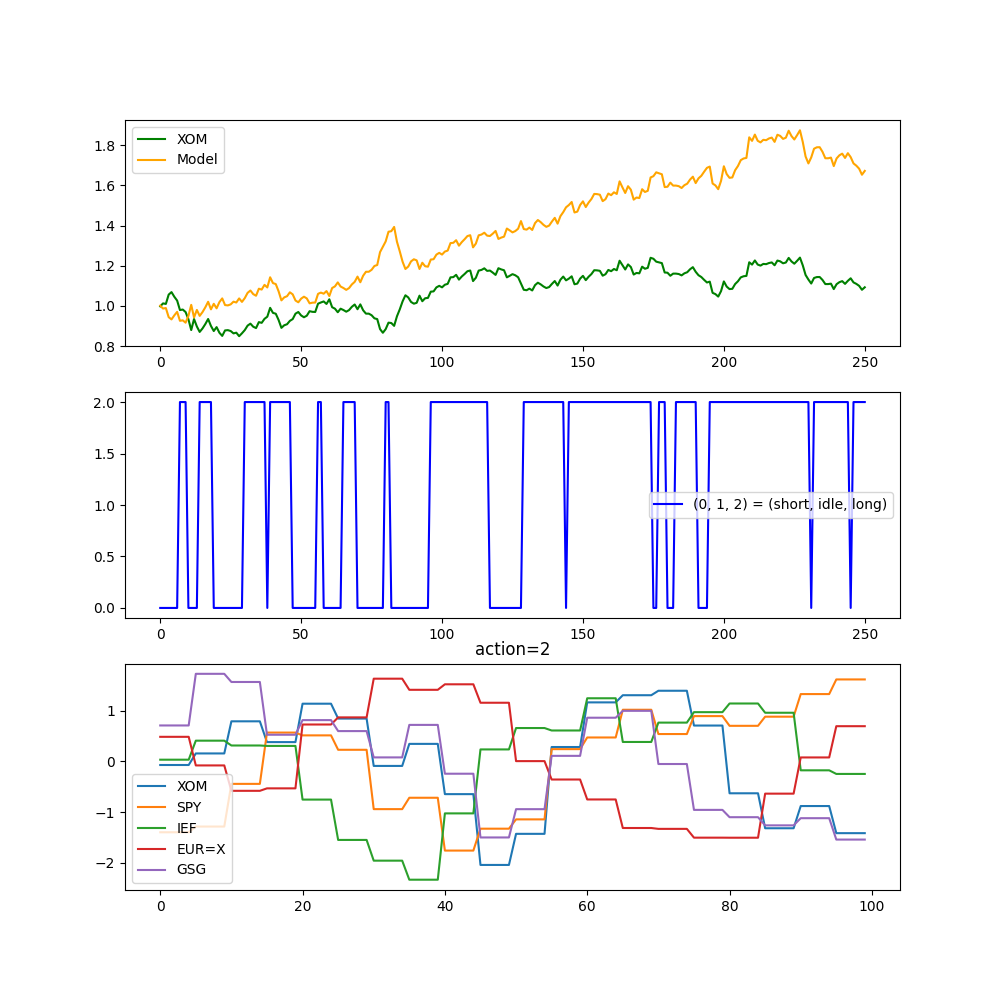 XOM
Model
1.8
1.6
1.4
1.2
1.0
0.8
0 50 100 150 200 250
2.0
1.5
1.0
0.5
0.0
(0, 1, 2) = (short, idle, long)
0 50 100 150 200 250
action=2
1
0
−1
−2
XOM
SPY
IEF
EUR=X
GSG
0 20 40 60 80 100